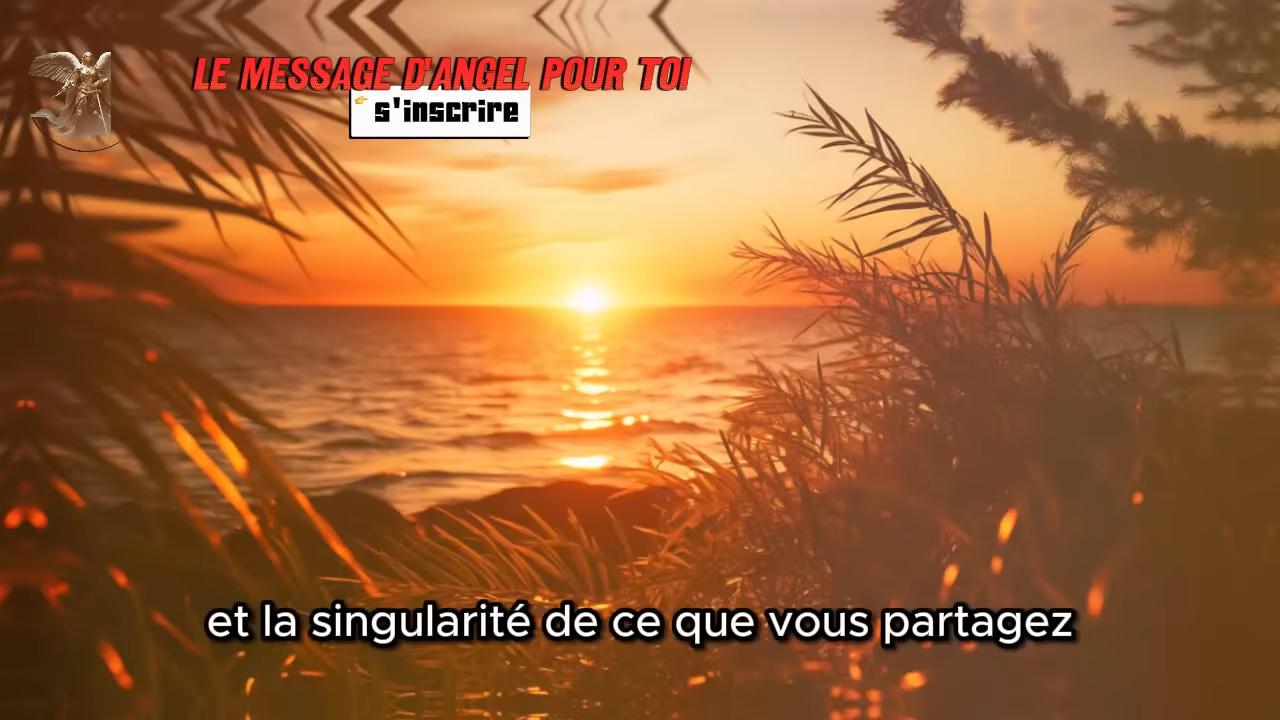 LE MESSAGE D'ANGEL POUR TOI
👉 s'inscrire
et la singularité de ce que vous partagez